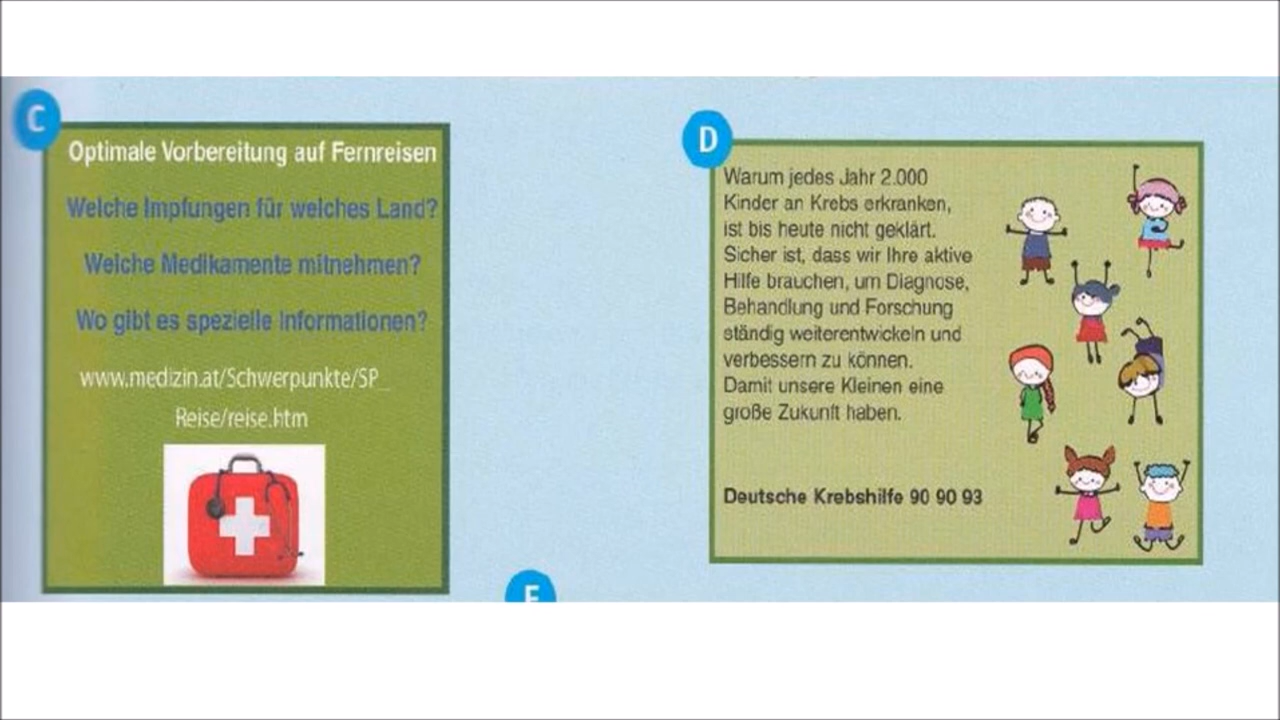 C
Optimale Vorbereitung auf Fernreisen
Welche Impfungen für welches Land?
Welche Medikamente mitnehmen?
Wo gibt es spezielle Informationen?
www.medizin.at/Schwerpunkte/SP_
Reise/reise.htm
D
Warum jedes Jahr 2.000
Kinder an Krebs erkranken,
ist bis heute nicht geklärt.
Sicher ist, dass wir Ihre aktive
Hilfe brauchen, um Diagnose,
Behandlung und Forschung
ständig weiterentwickeln und
verbessern zu können.
Damit unsere Kleinen eine
große Zukunft haben.
Deutsche Krebshilfe 90 90 93